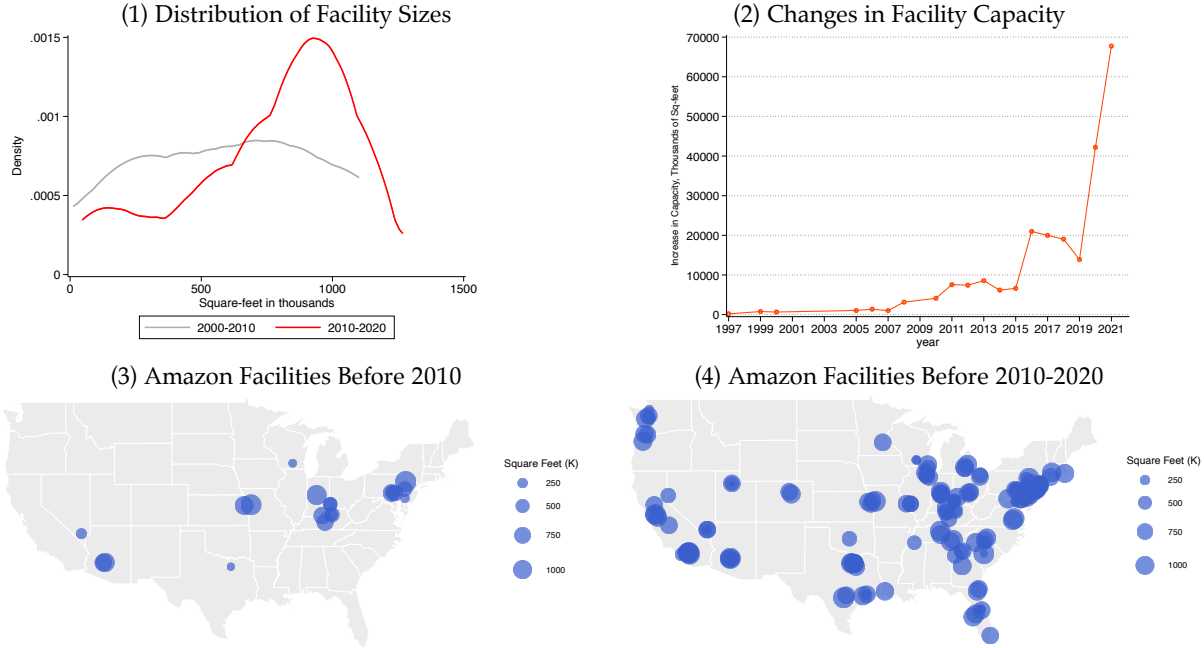 (1) Distribution of Facility Sizes
.0015
.001
.0005
0
Density
0 500 1000 1500
Square-feet in thousands
2000-2010 2010-2020
(2) Changes in Facility Capacity
70000
60000
50000
40000
30000
20000
10000
0
Increase in Capacity, Thousands of Sq-feet
1997 1999 2001 2003 2005 2007 2009 2011 2013 2015 2017 2019 2021
year
(3) Amazon Facilities Before 2010
Square Feet (K)
250
500
750
1000
(4) Amazon Facilities Before 2010-2020
Square Feet (K)
250
500
750
1000